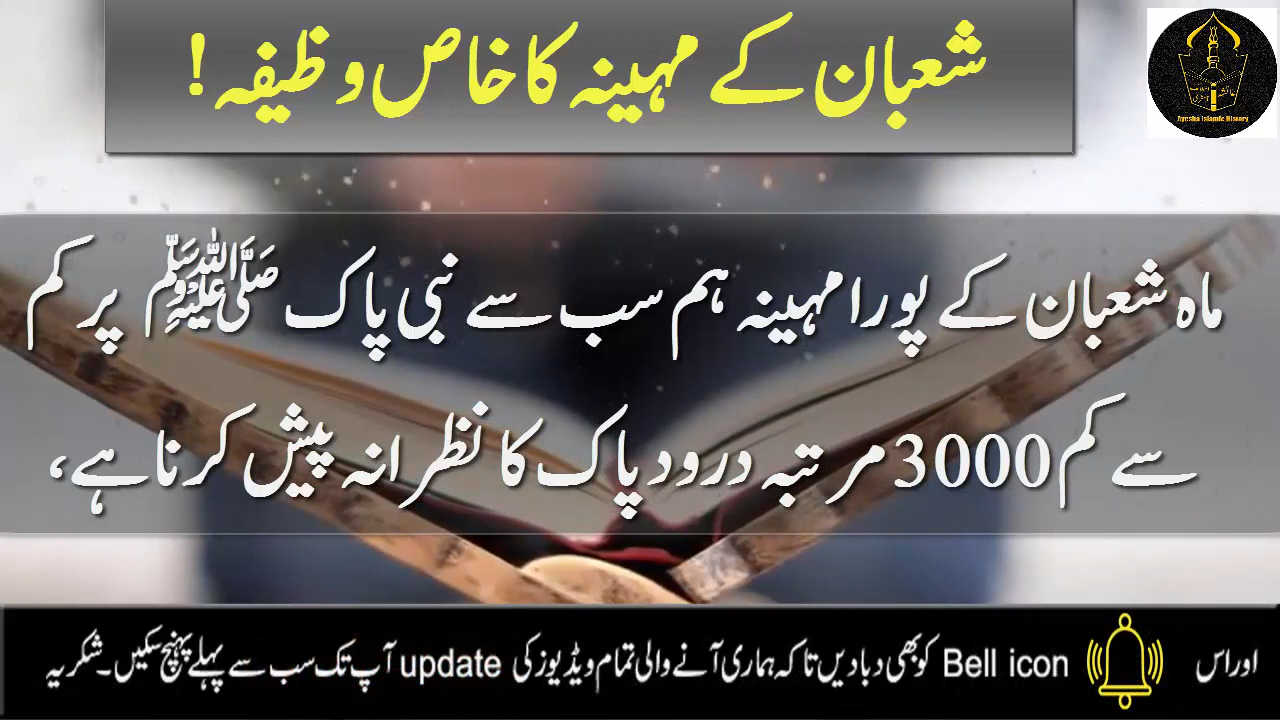 شعبان کے مہینہ کا خاص وظیفہ!
Ayesha Islamic History
ماہ شعبان کے پورا مہینہ ہم سب سے نبی پاک ﷺ پر کم
سے کم 3000 مرتبہ درود پاک کا نظرانہ پیش کرنا ہے،
اور اس Bell icon کو بھی دبا دیں تاکہ ہماری آنے والی تمام ویڈیوز کی update آپ تک سب سے پہلے پہنچ سکیں۔ شکریہ